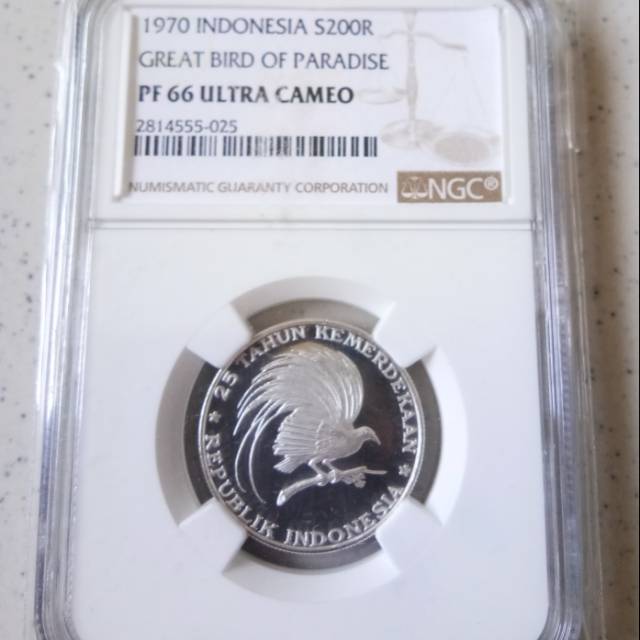 1970 INDONESIA S200R
GREAT BIRD OF PARADISE
PF 66 ULTRA CAMEO
2814555-025
NUMISMATIC GUARANTY CORPORATION
NGC®
* 25 TAHUN KEMERDEKAAN *
REPUBLIK INDONESIA